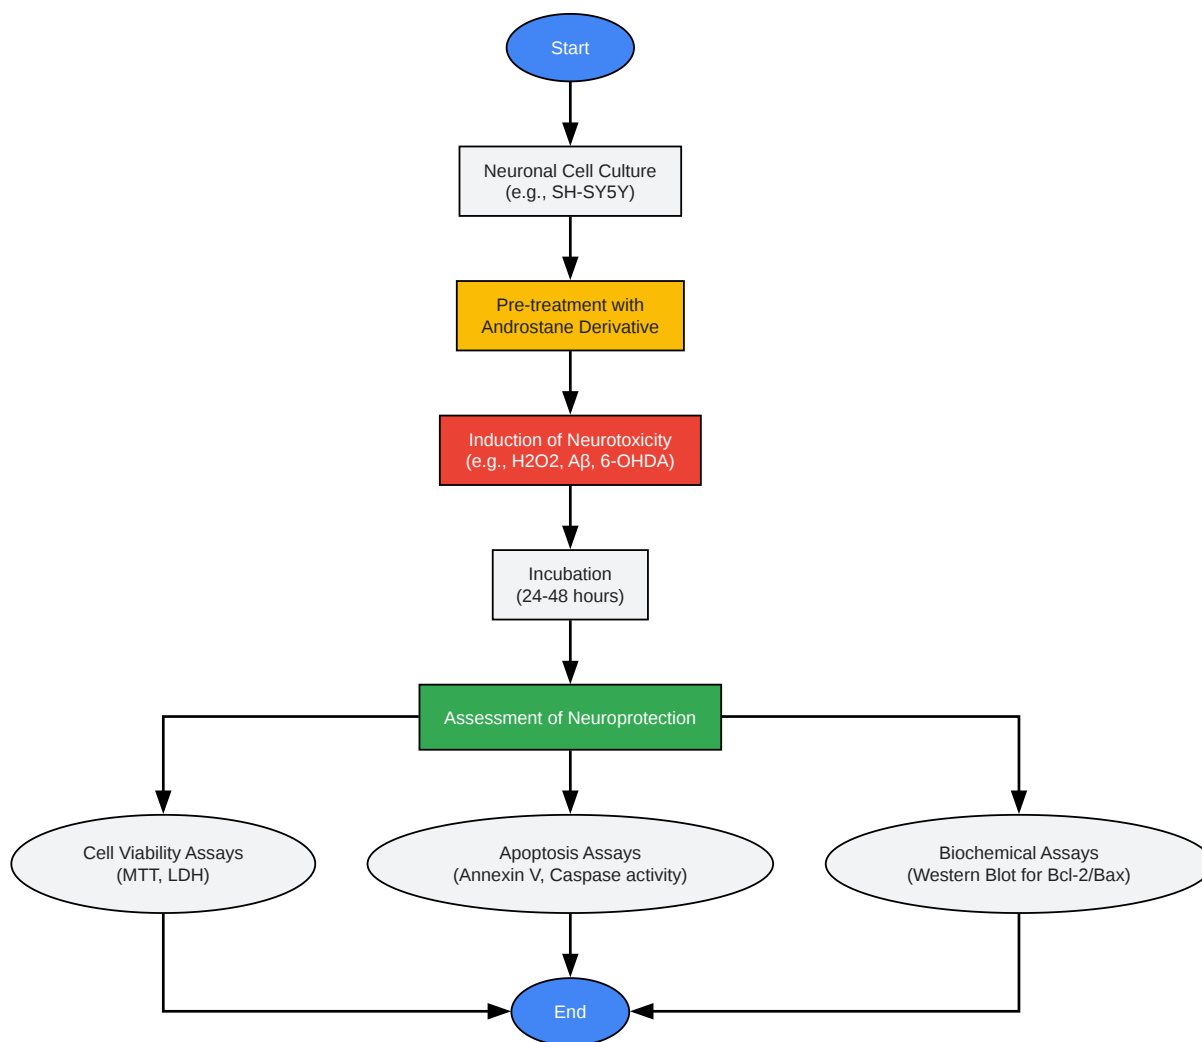 Start
Neuronal Cell Culture
(e.g., SH-SY5Y)
Pre-treatment with
Androstane Derivative
Induction of Neurotoxicity
(e.g., H2O2, Aβ, 6-OHDA)
Incubation
(24-48 hours)
Assessment of Neuroprotection
Cell Viability Assays
(MTT, LDH)
Apoptosis Assays
(Annexin V, Caspase activity)
Biochemical Assays
(Western Blot for Bcl-2/Bax)
End